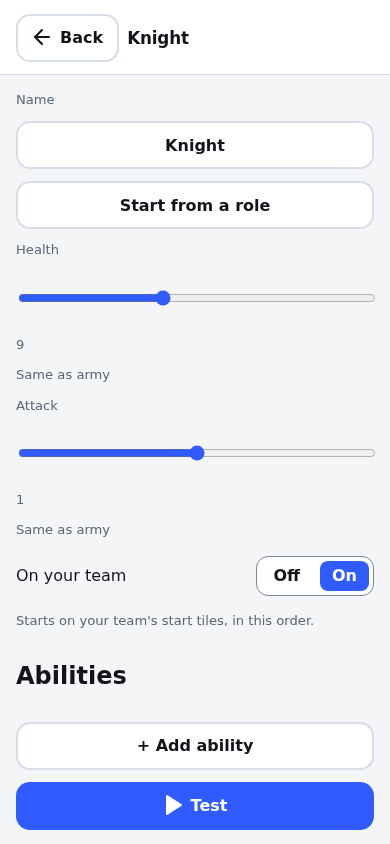 Back Knight
Name
Knight
Start from a role
Health
9
Same as army
Attack
1
Same as army
On your team Off On
Starts on your team's start tiles, in this order.
Abilities
+ Add ability
Test